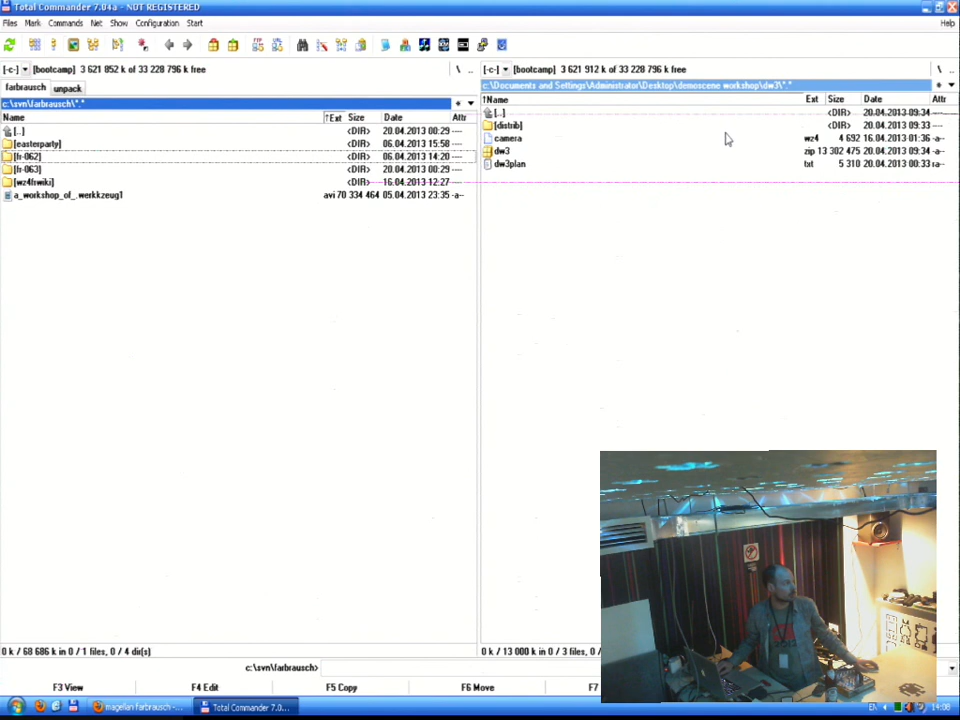 Total Commander 7.04a - NOT REGISTERED
Files Mark Commands Net Show Configuration Start Help
[-c-] [bootcamp] 3 621 852 k of 33 228 796 k free \ ..
[-c-] [bootcamp] 3 621 912 k of 33 228 796 k free \ ..
farbrausch unpack
c:\svn\farbrausch\*.*
c:\Documents and Settings\Administrator\Desktop\demoscene workshop\dw3\*.*
Name ↑Ext Size Date Attr
[..] <DIR> 20.04.2013 00:29 ----
[easterparty] <DIR> 06.04.2013 15:58 ----
[fr-062] <DIR> 06.04.2013 14:20 ----
[fr-063] <DIR> 20.04.2013 00:29 ----
[wz4frwiki] <DIR> 16.04.2013 12:27 ----
a_workshop_of_.werkkzeug1 avi 70 334 464 05.04.2013 23:35 -a--
↑Name Ext Size Date Attr
[..] <DIR> 20.04.2013 09:34 ----
[distrib] <DIR> 20.04.2013 09:33 ----
camera wz4 4 692 16.04.2013 01:36 -a--
dw3 zip 13 302 475 20.04.2013 09:34 -a--
dw3plan txt 5 310 20.04.2013 00:33 ra--
0 k / 68 686 k in 0 / 1 files, 0 / 4 dir(s)
0 k / 13 000 k in 0 / 3 files,
c:\svn\farbrausch>
F3 View F4 Edit F5 Copy F6 Move F7
magellan farbrausch -... Total Commander 7.0... EN 14:08